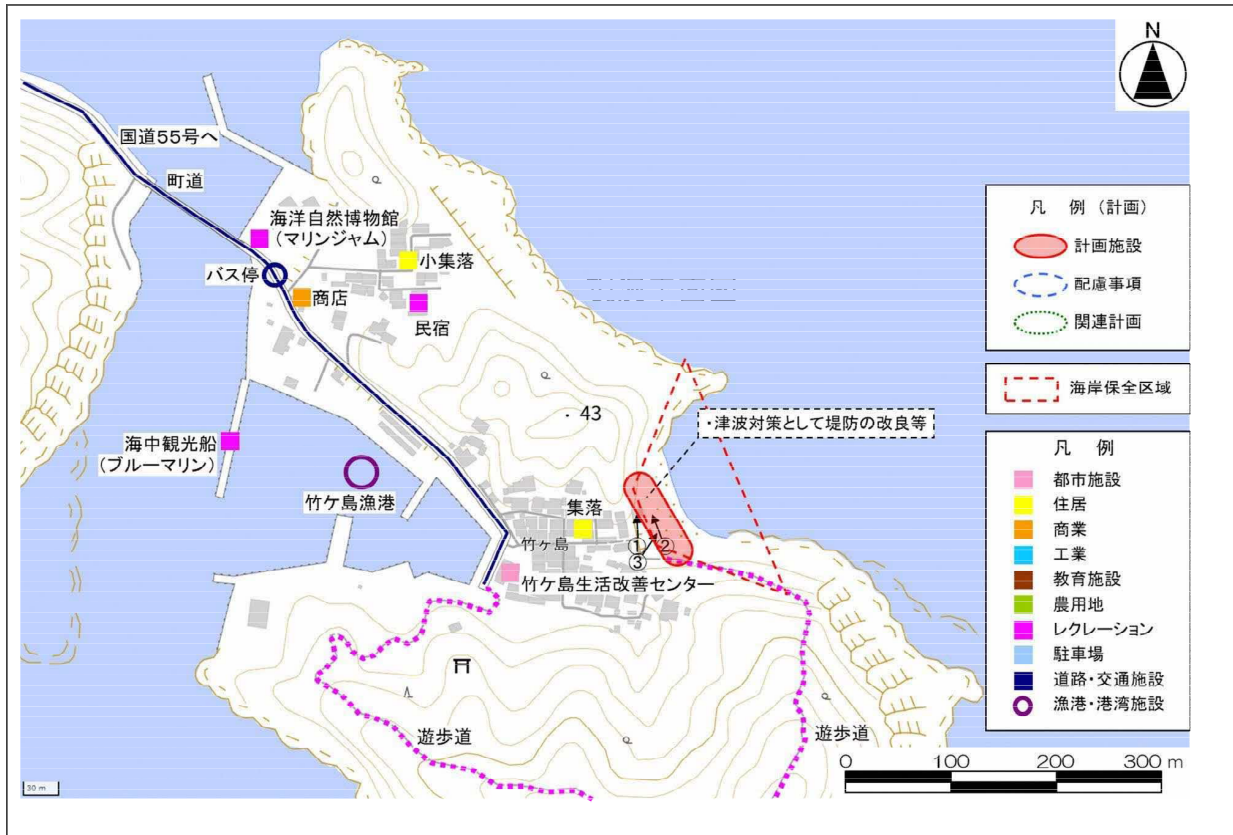 N
国道55号へ
町道
海洋自然博物館
(マリンジャム)
小集落
バス停
商店
民宿
43
・津波対策として堤防の改良等
海中観光船
(ブルーマリン)
竹ケ島漁港
集落
竹ヶ島
①
②
③
竹ケ島生活改善センター
遊歩道
遊歩道
凡 例 (計画)
計画施設
配慮事項
関連計画
海岸保全区域
凡 例
都市施設
住居
商業
工業
教育施設
農用地
レクレーション
駐車場
道路・交通施設
漁港・港湾施設
0 100 200 300 m
30 m